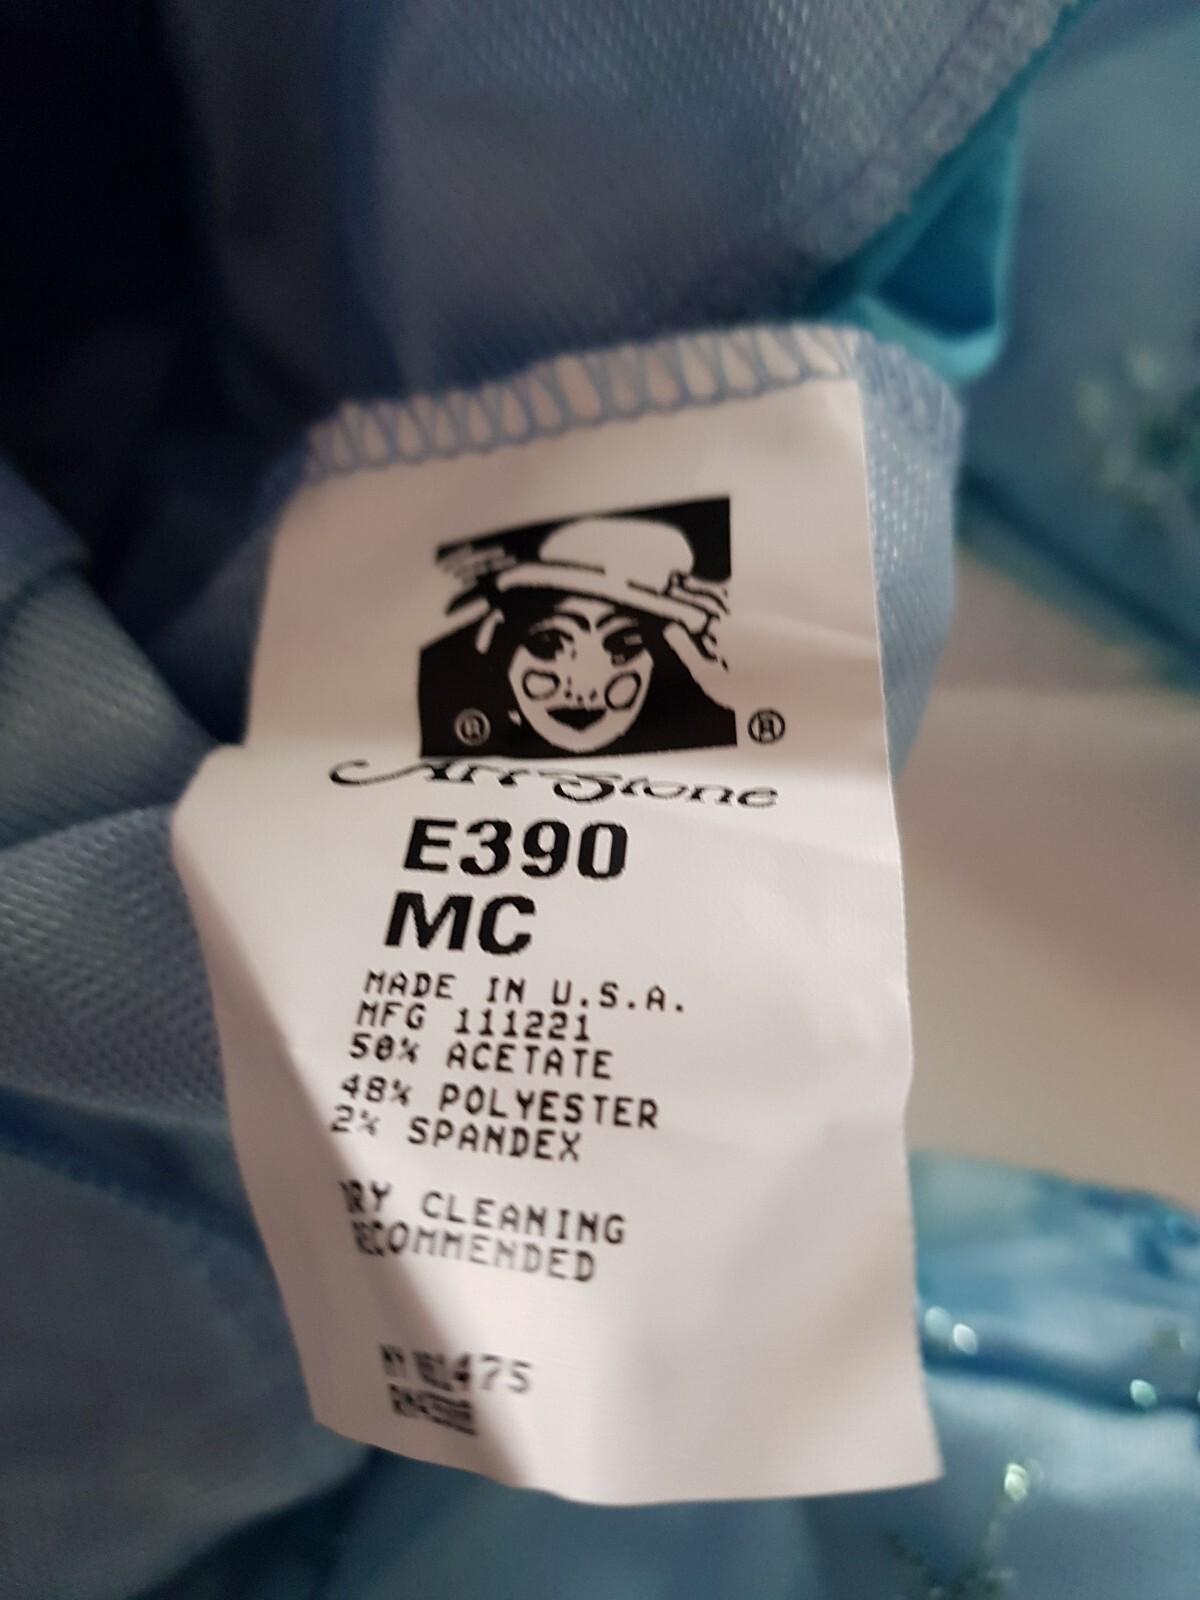 ®
®
Art Stone
E390
MC
MADE IN U.S.A.
MFG 111221
50% ACETATE
48% POLYESTER
2% SPANDEX
RY CLEANING
ECOMMENDED